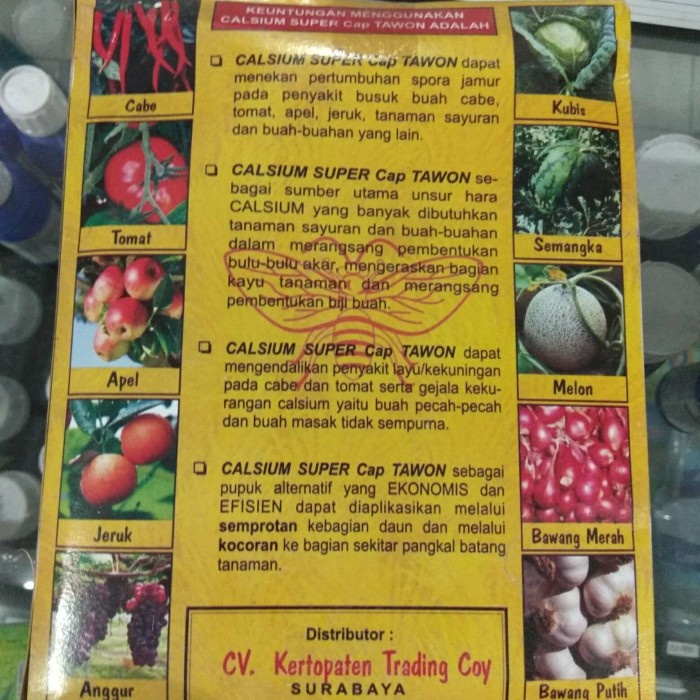 KEUNTUNGAN MENGGUNAKAN
CALSIUM SUPER Cap TAWON ADALAH
CALSIUM SUPER Cap TAWON dapat
menekan pertumbuhan spora jamur
pada penyakit busuk buah cabe,
tomat, apel, jeruk, tanaman sayuran
dan buah-buahan yang lain.
CALSIUM SUPER Cap TAWON se-
bagai sumber utama unsur hara
CALSIUM yang banyak dibutuhkan
tanaman sayuran dan buah-buahan
dalam merangsang pembentukan
bulu-bulu akar, mengeraskan bagian
kayu tanaman dan merangsang
pembentukan biji buah.
CALSIUM SUPER Cap TAWON dapat
mengendalikan penyakit layu/kekuningan
pada cabe dan tomat serta gejala keku-
rangan calsium yaitu buah pecah-pecah
dan buah masak tidak sempurna.
CALSIUM SUPER Cap TAWON sebagai
pupuk alternatif yang EKONOMIS dan
EFISIEN dapat diaplikasikan melalui
semprotan kebagian daun dan melalui
kocoran ke bagian sekitar pangkal batang
tanaman.
Distributor :
CV. Kertopaten Trading Coy
SURABAYA
Cabe
Tomat
Apel
Jeruk
Anggur
Kubis
Semangka
Melon
Bawang Merah
Bawang Putih